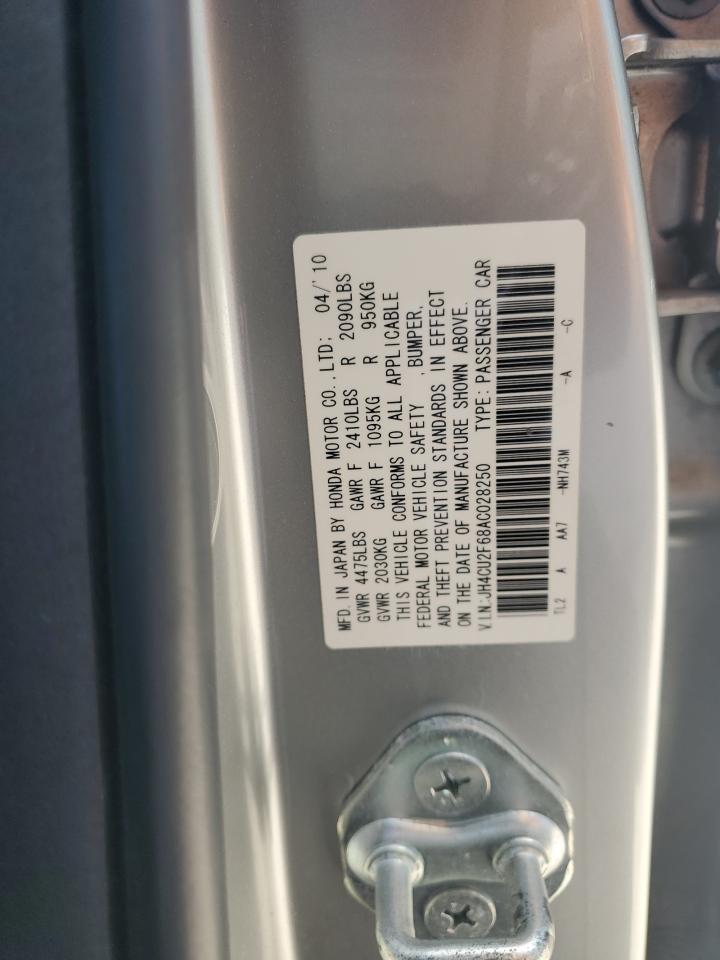 MFD. IN JAPAN BY HONDA MOTOR CO., LTD; 04/'10
GVWR 4475LBS GAWR F 2410LBS R 2090LBS
GVWR 2030KG GAWR F 1095KG R 950KG
THIS VEHICLE CONFORMS TO ALL APPLICABLE
FEDERAL MOTOR VEHICLE SAFETY , BUMPER,
AND THEFT PREVENTION STANDARDS IN EFFECT
ON THE DATE OF MANUFACTURE SHOWN ABOVE.
V.I.N:JH4CU2F68AC028250 TYPE: PASSENGER CAR
TL2 A AA7 -NH743M -A -C